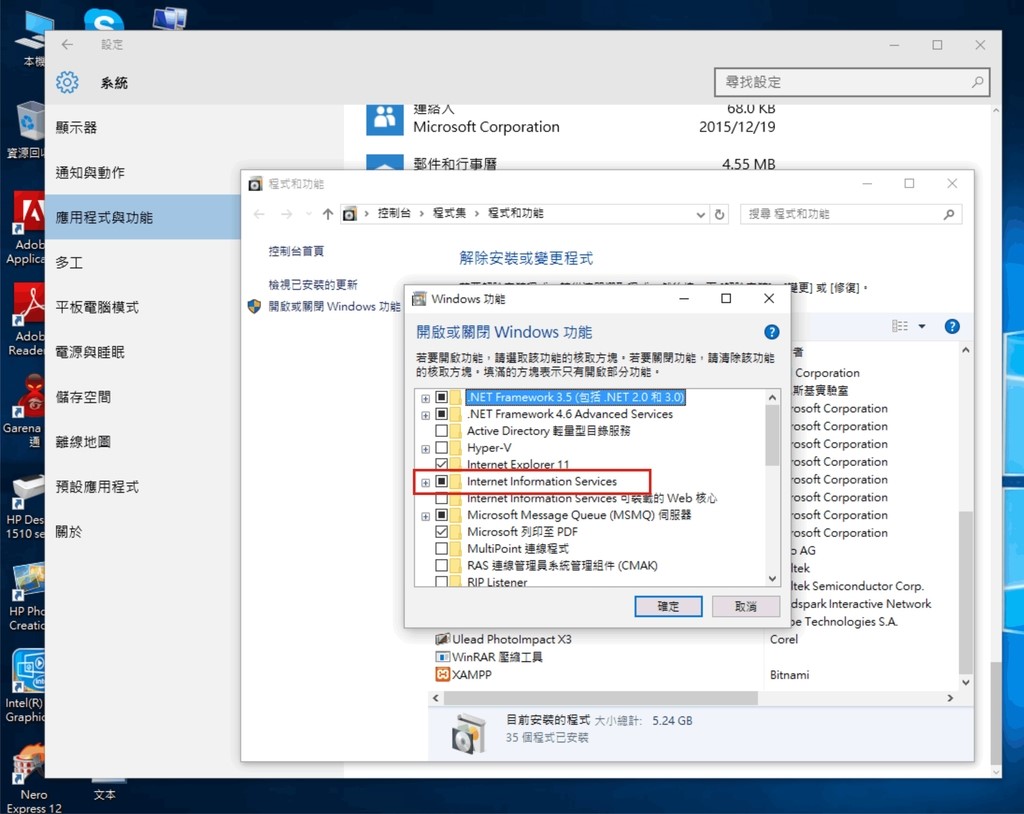 本機
設定
系統
尋找設定
顯示器
通知與動作
應用程式與功能
多工
平板電腦模式
電源與睡眠
儲存空間
離線地圖
預設應用程式
關於
連絡人
68.0 KB
Microsoft Corporation
2015/12/19
郵件和行事曆
4.55 MB
程式和功能
控制台 › 程式集 › 程式和功能
搜尋 程式和功能
控制台首頁
檢視已安裝的更新
開啟或關閉 Windows 功能
解除安裝或變更程式
變更] 或 [修復]。
Windows 功能
開啟或關閉 Windows 功能
若要開啟功能，請選取該功能的核取方塊。若要關閉功能，請清除該功能
的核取方塊。填滿的方塊表示只有開啟部分功能。
.NET Framework 3.5 (包括 .NET 2.0 和 3.0)
.NET Framework 4.6 Advanced Services
Active Directory 輕量型目錄服務
Hyper-V
Internet Explorer 11
Internet Information Services
Internet Information Services 可裝載的 Web 核心
Microsoft Message Queue (MSMQ) 伺服器
Microsoft 列印至 PDF
MultiPoint 連線程式
RAS 連線管理員系統管理組件 (CMAK)
RIP Listener
確定
取消
者
Corporation
斯基實驗室
rosoft Corporation
rosoft Corporation
rosoft Corporation
rosoft Corporation
rosoft Corporation
rosoft Corporation
rosoft Corporation
rosoft Corporation
o AG
ltek
ltek Semiconductor Corp.
dspark Interactive Network
pe Technologies S.A.
Ulead PhotoImpact X3
Corel
WinRAR 壓縮工具
XAMPP
Bitnami
目前安裝的程式 大小總計: 5.24 GB
35 個程式已安裝
資源回收
Adob
Applica
Adob
Reader
Garena
通
HP Des
1510 se
HP Pho
Creatio
Intel(R)
Graphic
Nero
Express 12
文本